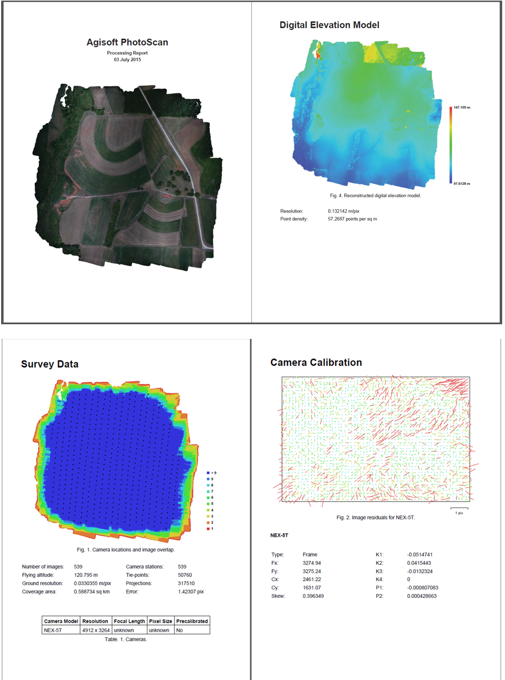 Agisoft PhotoScan
Processing Report
03 July 2015
Digital Elevation Model
Fig. 4. Reconstructed digital elevation model.
Resolution: 0.132142 m/pix
Point density: 57.2697 points per sq m
Survey Data
> 9
9
8
7
6
5
4
3
2
1
Fig. 1. Camera locations and image overlap.
Number of images: 539 Camera stations: 539
Flying altitude: 120.795 m Tie-points: 50760
Ground resolution: 0.0330355 m/pix Projections: 317510
Coverage area: 0.588734 sq km Error: 1.42307 pix
Camera Model Resolution Focal Length Pixel Size Precalibrated
NEX-5T 4912 x 3264 unknown unknown No
Table. 1. Cameras.
Camera Calibration
1 pix
Fig. 2. Image residuals for NEX-5T.
NEX-5T
Type: Frame K1: -0.0514741
Fx: 3274.94 K2: 0.0415443
Fy: 3275.24 K3: -0.0132324
Cx: 2461.22 K4: 0
Cy: 1631.07 P1: -0.000807083
Skew: 0.396349 P2: 0.000428663